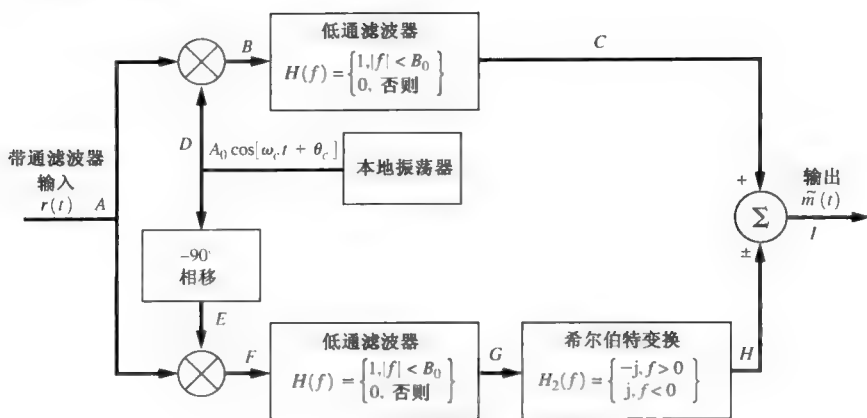 B
低通滤波器
H(f) = {1,|f| < B₀
0, 否则}
C
D
A₀ cos[ω_c t + θ_c]
本地振荡器
带通滤波器
输入
r(t)
A
-90°
相移
E
+
Σ
±
输出
m̃(t)
I
F
低通滤波器
H(f) = {1,|f| < B₀
0, 否则}
G
希尔伯特变换
H₂(f) = {-j, f > 0
j, f < 0}
H